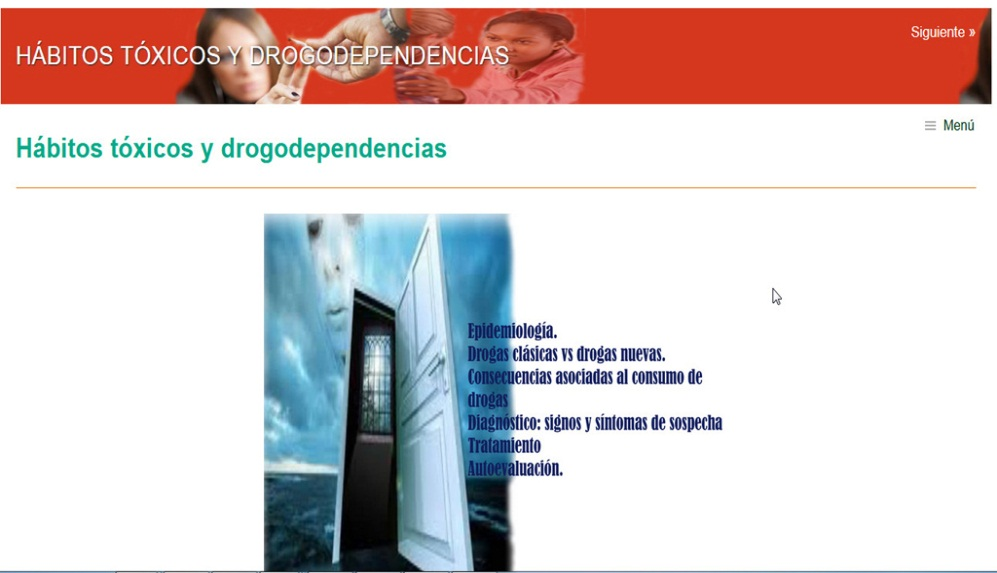 HÁBITOS TÓXICOS Y DROGODEPENDENCIAS
Siguiente »
Menú
Hábitos tóxicos y drogodependencias
Epidemiología.
Drogas clásicas vs drogas nuevas.
Consecuencias asociadas al consumo de
drogas
Diagnóstico: signos y síntomas de sospecha
Tratamiento
Autoevaluación.